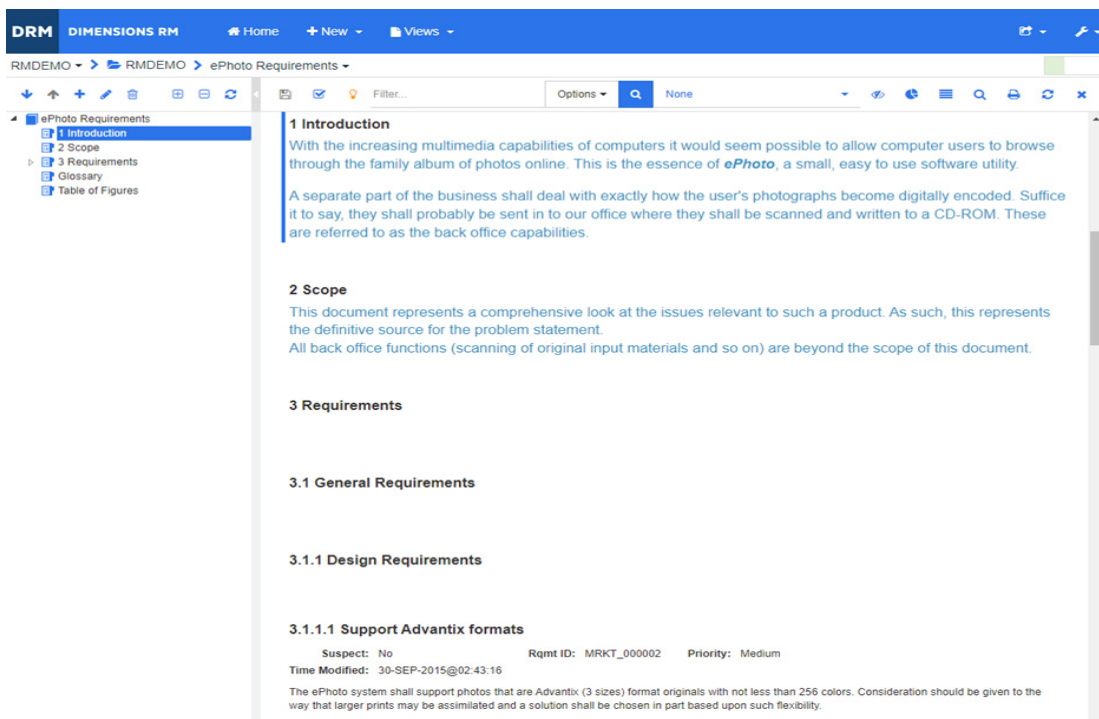 DRM DIMENSIONS RM Home New Views
RMDEMO RMDEMO ePhoto Requirements
Filter... Options None
ePhoto Requirements
1 Introduction
2 Scope
3 Requirements
Glossary
Table of Figures
1 Introduction
With the increasing multimedia capabilities of computers it would seem possible to allow computer users to browse
through the family album of photos online. This is the essence of ePhoto, a small, easy to use software utility.
A separate part of the business shall deal with exactly how the user's photographs become digitally encoded. Suffice
it to say, they shall probably be sent in to our office where they shall be scanned and written to a CD-ROM. These
are referred to as the back office capabilities.
2 Scope
This document represents a comprehensive look at the issues relevant to such a product. As such, this represents
the definitive source for the problem statement.
All back office functions (scanning of original input materials and so on) are beyond the scope of this document.
3 Requirements
3.1 General Requirements
3.1.1 Design Requirements
3.1.1.1 Support Advantix formats
Suspect: No Rqmt ID: MRKT_000002 Priority: Medium
Time Modified: 30-SEP-2015@02:43:16
The ePhoto system shall support photos that are Advantix (3 sizes) format originals with not less than 256 colors. Consideration should be given to the
way that larger prints may be assimilated and a solution shall be chosen in part based upon such flexibility.